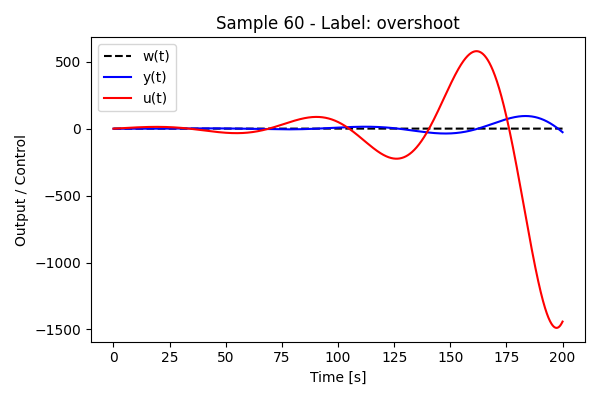 Sample 60 - Label: overshoot
w(t)
y(t)
u(t)
Output / Control
500
0
−500
−1000
−1500
0 25 50 75 100 125 150 175 200
Time [s]